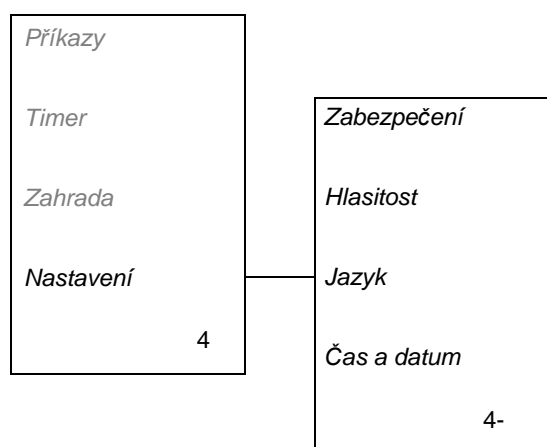 Příkazy
Timer
Zahrada
Nastavení
4
Zabezpečení
Hlasitost
Jazyk
Čas a datum
4-